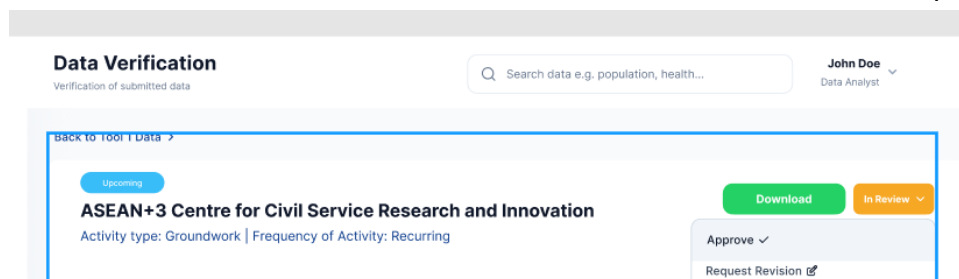 Data Verification
Verification of submitted data
Search data e.g. population, health...
John Doe
Data Analyst
Back to Tool 1 Data >
Upcoming
ASEAN+3 Centre for Civil Service Research and Innovation
Activity type: Groundwork | Frequency of Activity: Recurring
Download
In Review
Approve ✓
Request Revision